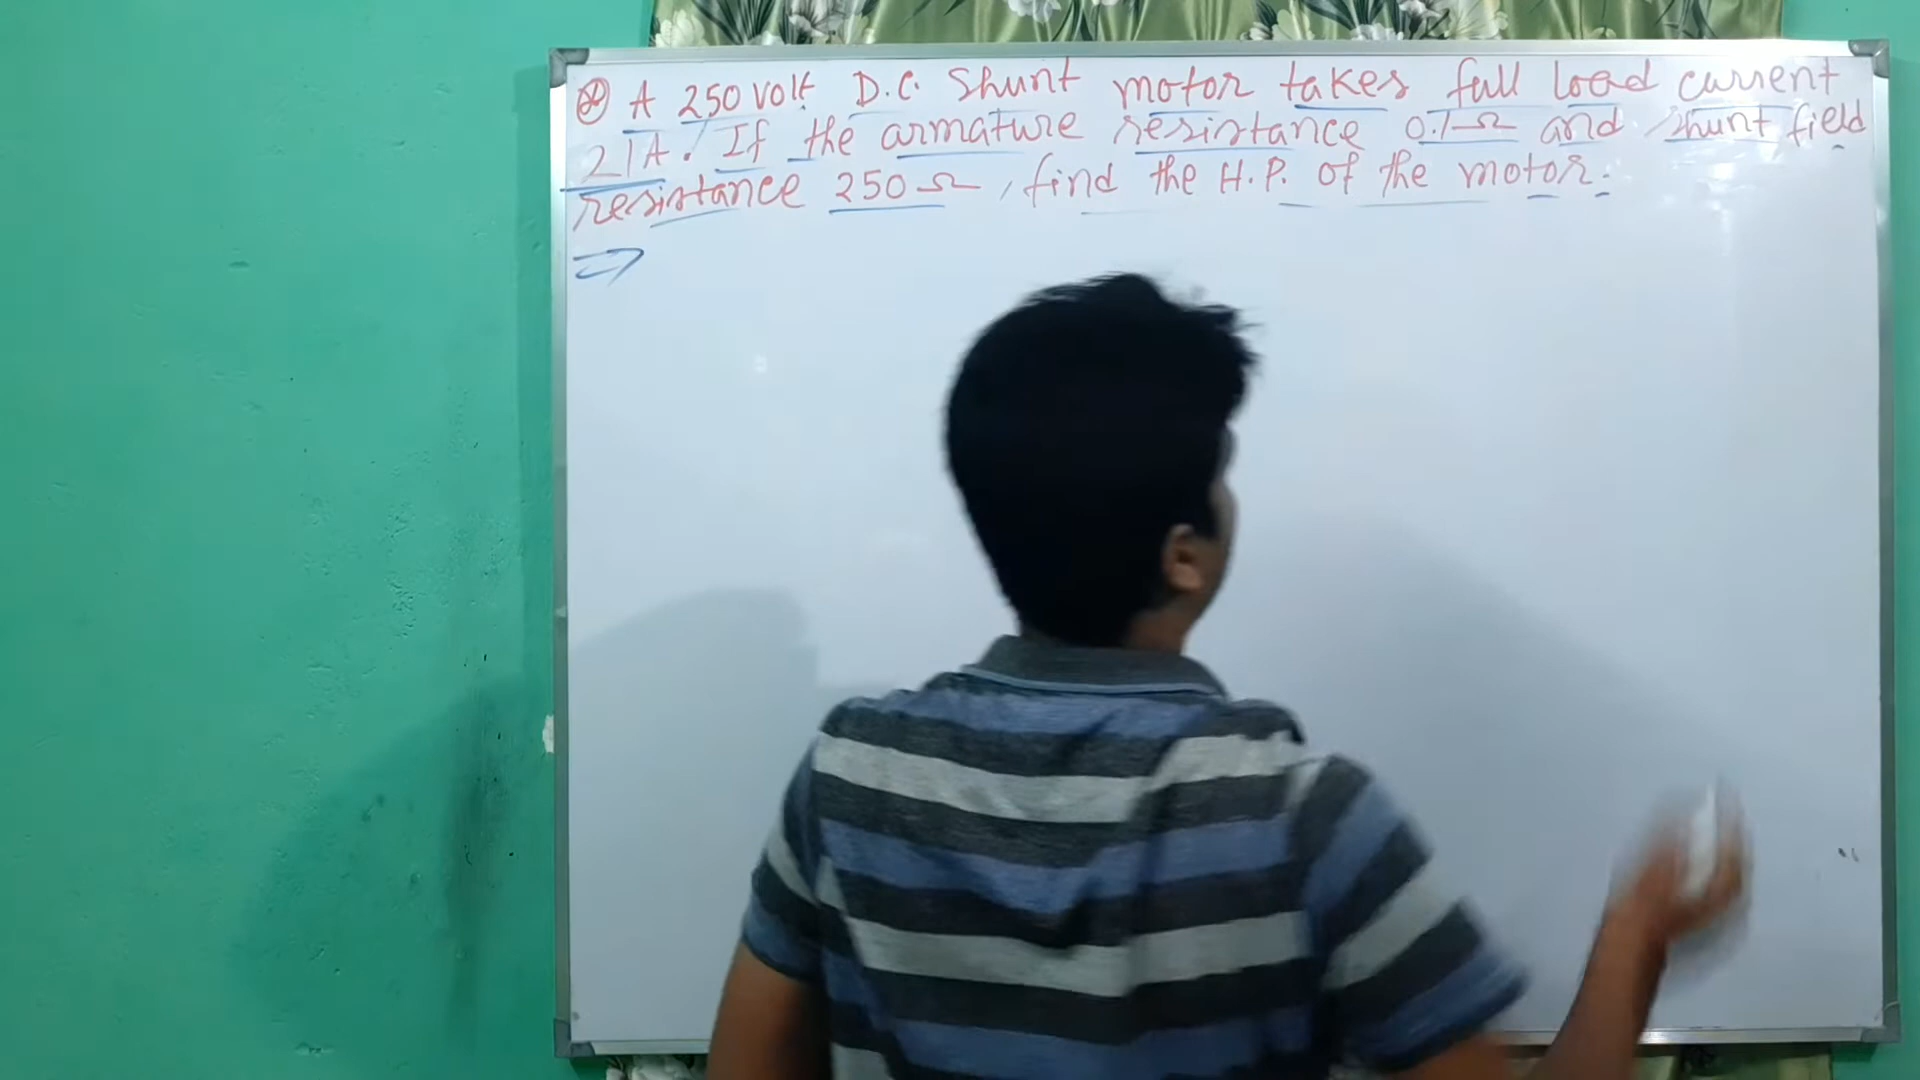 ⊛ A 250 volt D.C. Shunt motor takes full load current
21A. If the armature resistance 0.1Ω and shunt field
resistance 250Ω, find the H.P. of the motor.
⇒